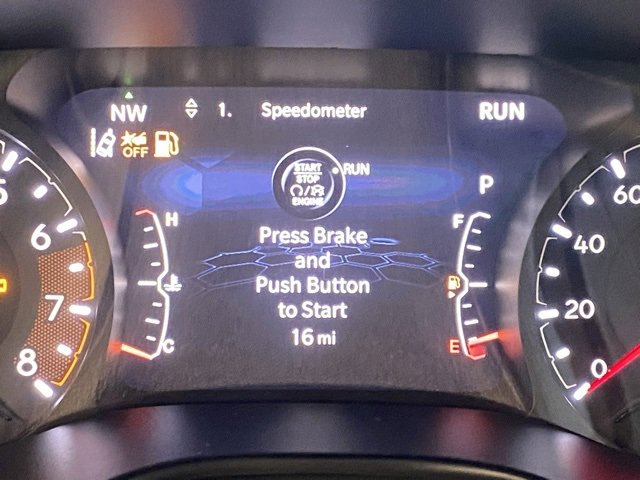 NW 1. Speedometer RUN
OFF
START
STOP
ENGINE
RUN
P
H
F
Press Brake
and
Push Button
to Start
16 mi
C
E
5
6
7
8
60
40
20
0